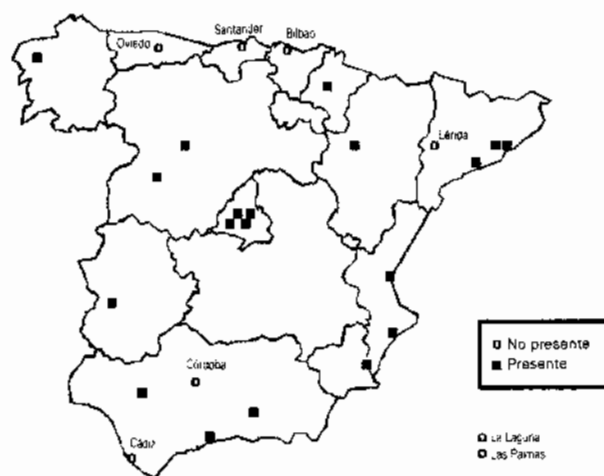 Santander
Bilbao
Oviedo
Lérida
Córdoba
Cádiz
No presente
Presente
La Laguna
Las Palmas